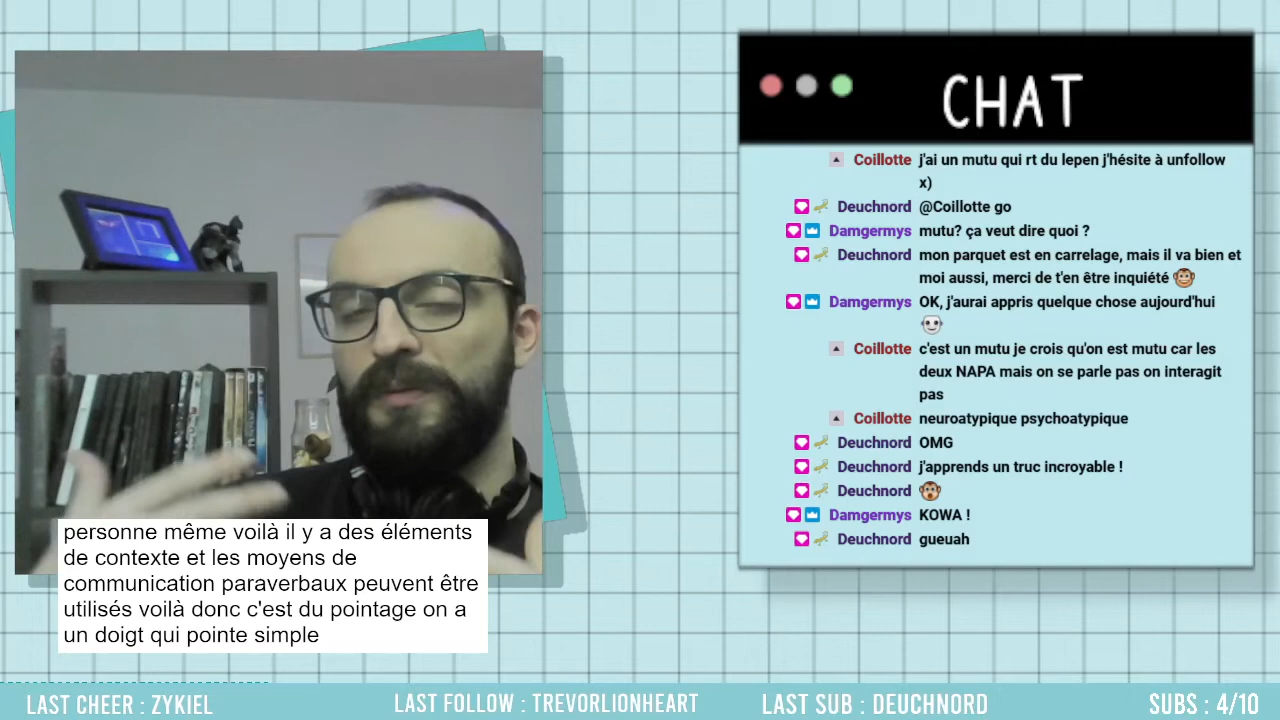 CHAT
Coillotte j'ai un mutu qui rt du lepen j'hésite à unfollow
x)
Deuchnord @Coillotte go
Damgermys mutu? ça veut dire quoi ?
Deuchnord mon parquet est en carrelage, mais il va bien et
moi aussi, merci de t'en être inquiété
Damgermys OK, j'aurai appris quelque chose aujourd'hui
Coillotte c'est un mutu je crois qu'on est mutu car les
deux NAPA mais on se parle pas on interagit
pas
Coillotte neuroatypique psychoatypique
Deuchnord OMG
Deuchnord j'apprends un truc incroyable !
Deuchnord
Damgermys KOWA !
Deuchnord gueuah
personne même voilà il y a des éléments
de contexte et les moyens de
communication paraverbaux peuvent être
utilisés voilà donc c'est du pointage on a
un doigt qui pointe simple
LAST CHEER : ZYKIEL
LAST FOLLOW : TREVORLIONHEART
LAST SUB : DEUCHNORD
SUBS : 4/10